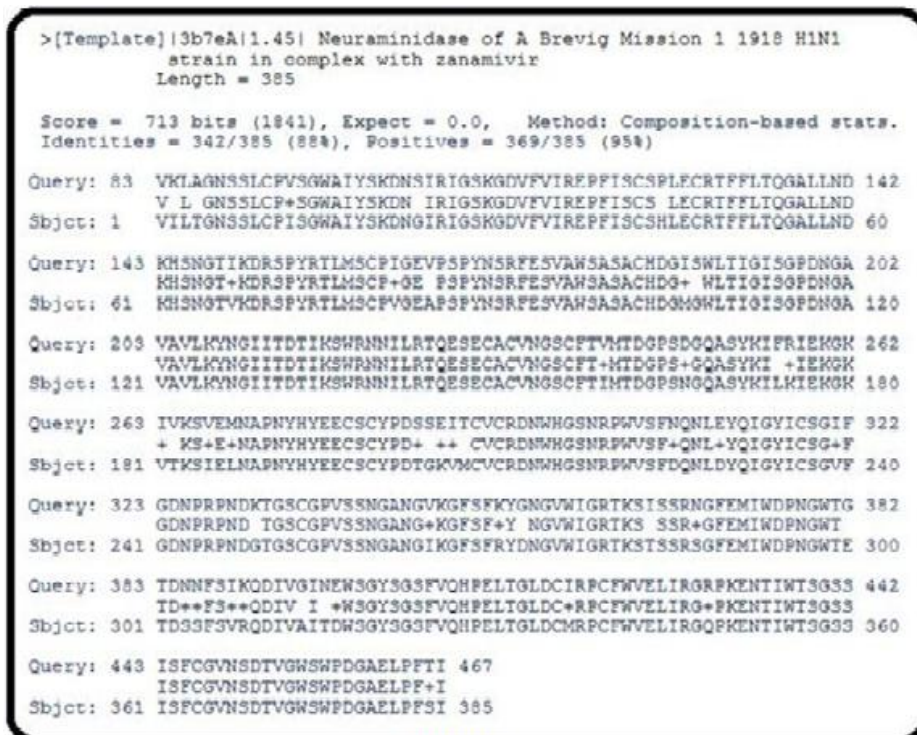 >[Template]|3b7eA|1.45| Neuraminidase of A Brevig Mission 1 1918 H1N1
strain in complex with zanamivir
Length = 385
Score = 713 bits (1841), Expect = 0.0, Method: Composition-based stats.
Identities = 342/385 (88%), Positives = 369/385 (95%)
Query: 83 VKLAGNSSLCPVSGWAIYSKDNSIRIGSKGDVFVIREPFISCSPLECRTFFLTQGALLND 142
V L GNSSLCP+SGWAIYSKDN IRIGSKGDVFVIREPFISCS LECRTFFLTQGALLND
Sbjct: 1 VILTGNSSLCPISGWAIYSKDNGIRIGSKGDVFVIREPFISCSHLECRTFFLTQGALLND 60
Query: 143 KHSNGTIKDRSPYRTLMSCPIGEVPSPYNSRFESVAWSASACHDGISWLTIGISGPDNGA 202
KHSNGT+KDRSPYRTLMSCP+GE PSPYNSRFESVAWSASACHDG+ WLTIGISGPDNGA
Sbjct: 61 KHSNGTVKDRSPYRTLMSCPVGEAPSPYNSRFESVAWSASACHDGMGWLTIGISGPDNGA 120
Query: 203 VAVLKYNGIITDTIKSWRNNILRTQESECACVNGSCFTVMTDGPSDGQASYKIFRIEKGK 262
VAVLKYNGIITDTIKSWRNNILRTQESECACVNGSCFT+MTDGPS+GQASYKI +IEKGK
Sbjct: 121 VAVLKYNGIITDTIKSWRNNILRTQESECACVNGSCFTIMTDGPSNGQASYKILKIEKGK 180
Query: 263 IVKSVEMNAPNYHYEECSCYPDSSEITCVCRDNWHGSNRPWVSFNQNLEYQIGYICSGIF 322
+ KS+E+NAPNYHYEECSCYPD+ ++ CVCRDNWHGSNRPWVSF+QNL+YQIGYICSG+F
Sbjct: 181 VTKSIELNAPNYHYEECSCYPDTGKVMCVCRDNWHGSNRPWVSFDQNLDYQIGYICSGVF 240
Query: 323 GDNPRPNDKTGSCGPVSSNGANGVKGFSFKYGNGVWIGRTKSISSRNGFEMIWDPNGWTG 382
GDNPRPND TGSCGPVSSNGANG+KGFSF+Y NGVWIGRTKS SSR+GFEMIWDPNGWT
Sbjct: 241 GDNPRPNDGTGSCGPVSSNGANGIKGFSFRYDNGVWIGRTKSTSSRSGFEMIWDPNGWTE 300
Query: 383 TDNNFSIKQDIVGINEWSGYSGSFVQHPELTGLDCIRPCFWVELIRGRPKENTIWTSGSS 442
TD**FS**QDIV I *WSGYSGSFVQHPELTGLDC*RPCFWVELIRG*PKENTIWTSGSS
Sbjct: 301 TDSSFSVRQDIVAITDWSGYSGSFVQHPELTGLDCMRPCFWVELIRGQPKENTIWTSGSS 360
Query: 443 ISFCGVNSDTVGWSWPDGAELPFTI 467
ISFCGVNSDTVGWSWPDGAELPF+I
Sbjct: 361 ISFCGVNSDTVGWSWPDGAELPFSI 385